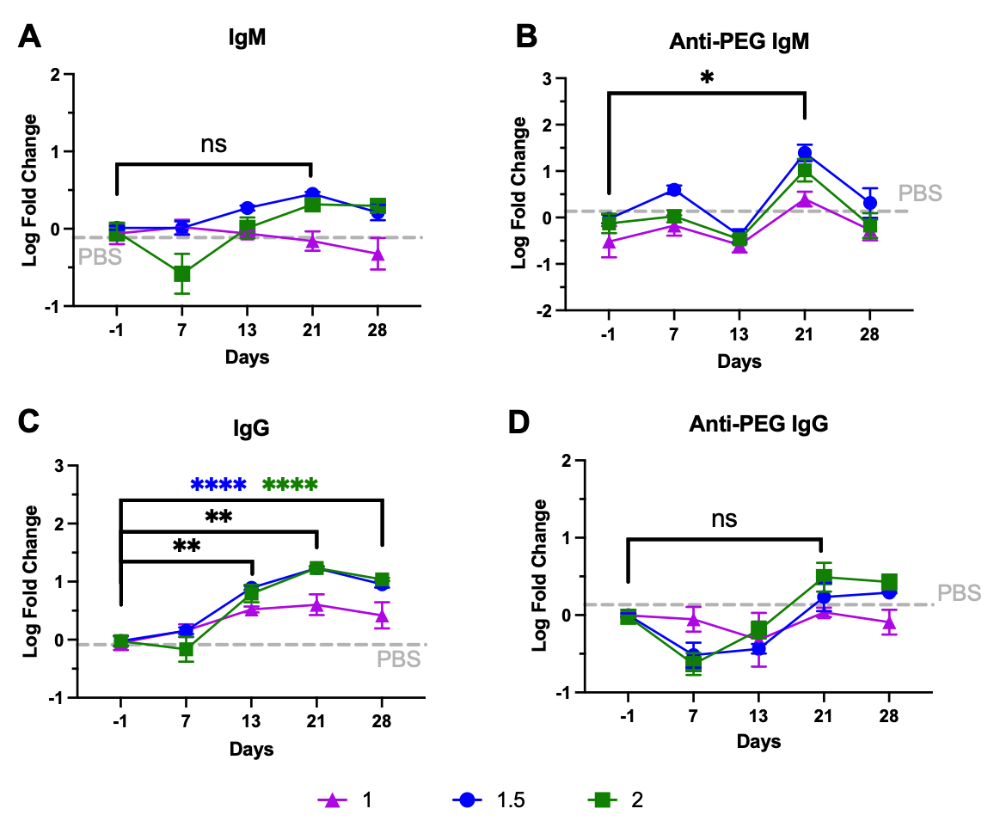 A
IgM
2
1
0
-1
Log Fold Change
ns
PBS
-1 7 13 21 28
Days
B
Anti-PEG IgM
3
2
1
0
-1
-2
Log Fold Change
*
PBS
-1 7 13 21 28
Days
C
IgG
3
2
1
0
-1
Log Fold Change
**** ****
**
**
PBS
-1 7 13 21 28
Days
D
Anti-PEG IgG
2
1
0
-1
Log Fold Change
ns
PBS
-1 7 13 21 28
Days
1 1.5 2